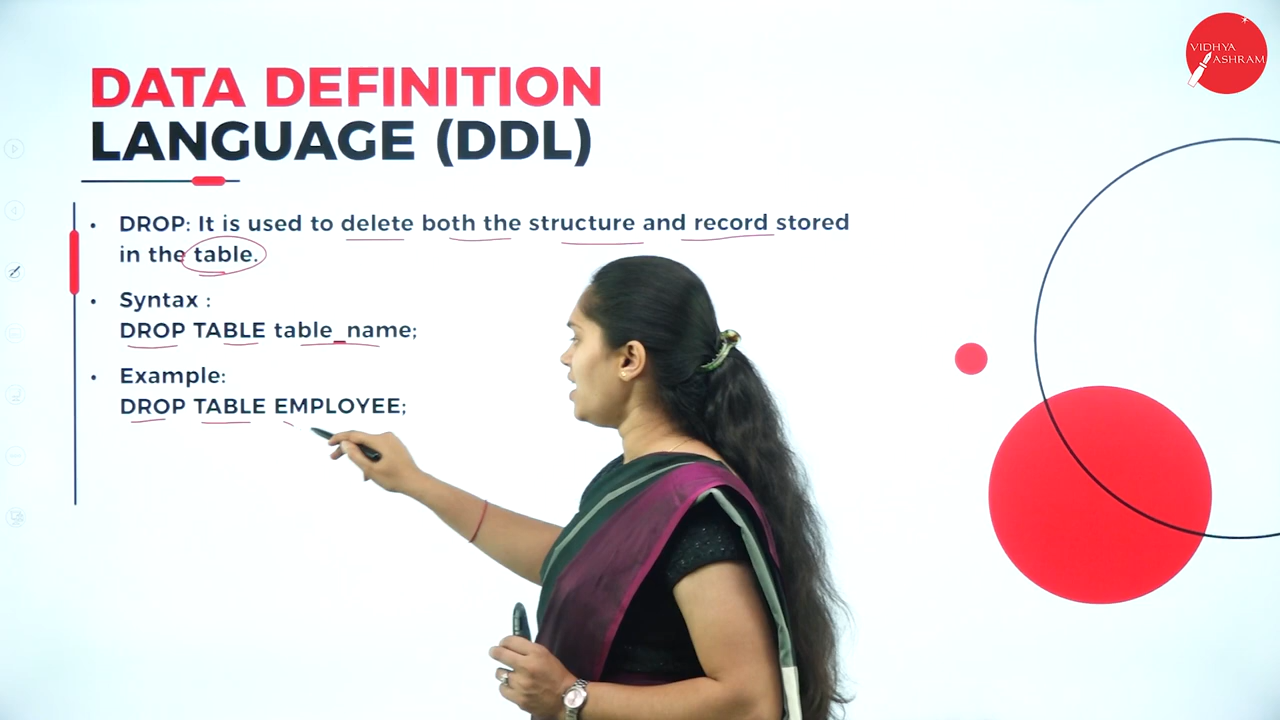 VIDHYA
ASHRAM
DATA DEFINITION
LANGUAGE (DDL)
• DROP: It is used to delete both the structure and record stored
in the table.
• Syntax :
DROP TABLE table_name;
• Example:
DROP TABLE EMPLOYEE;